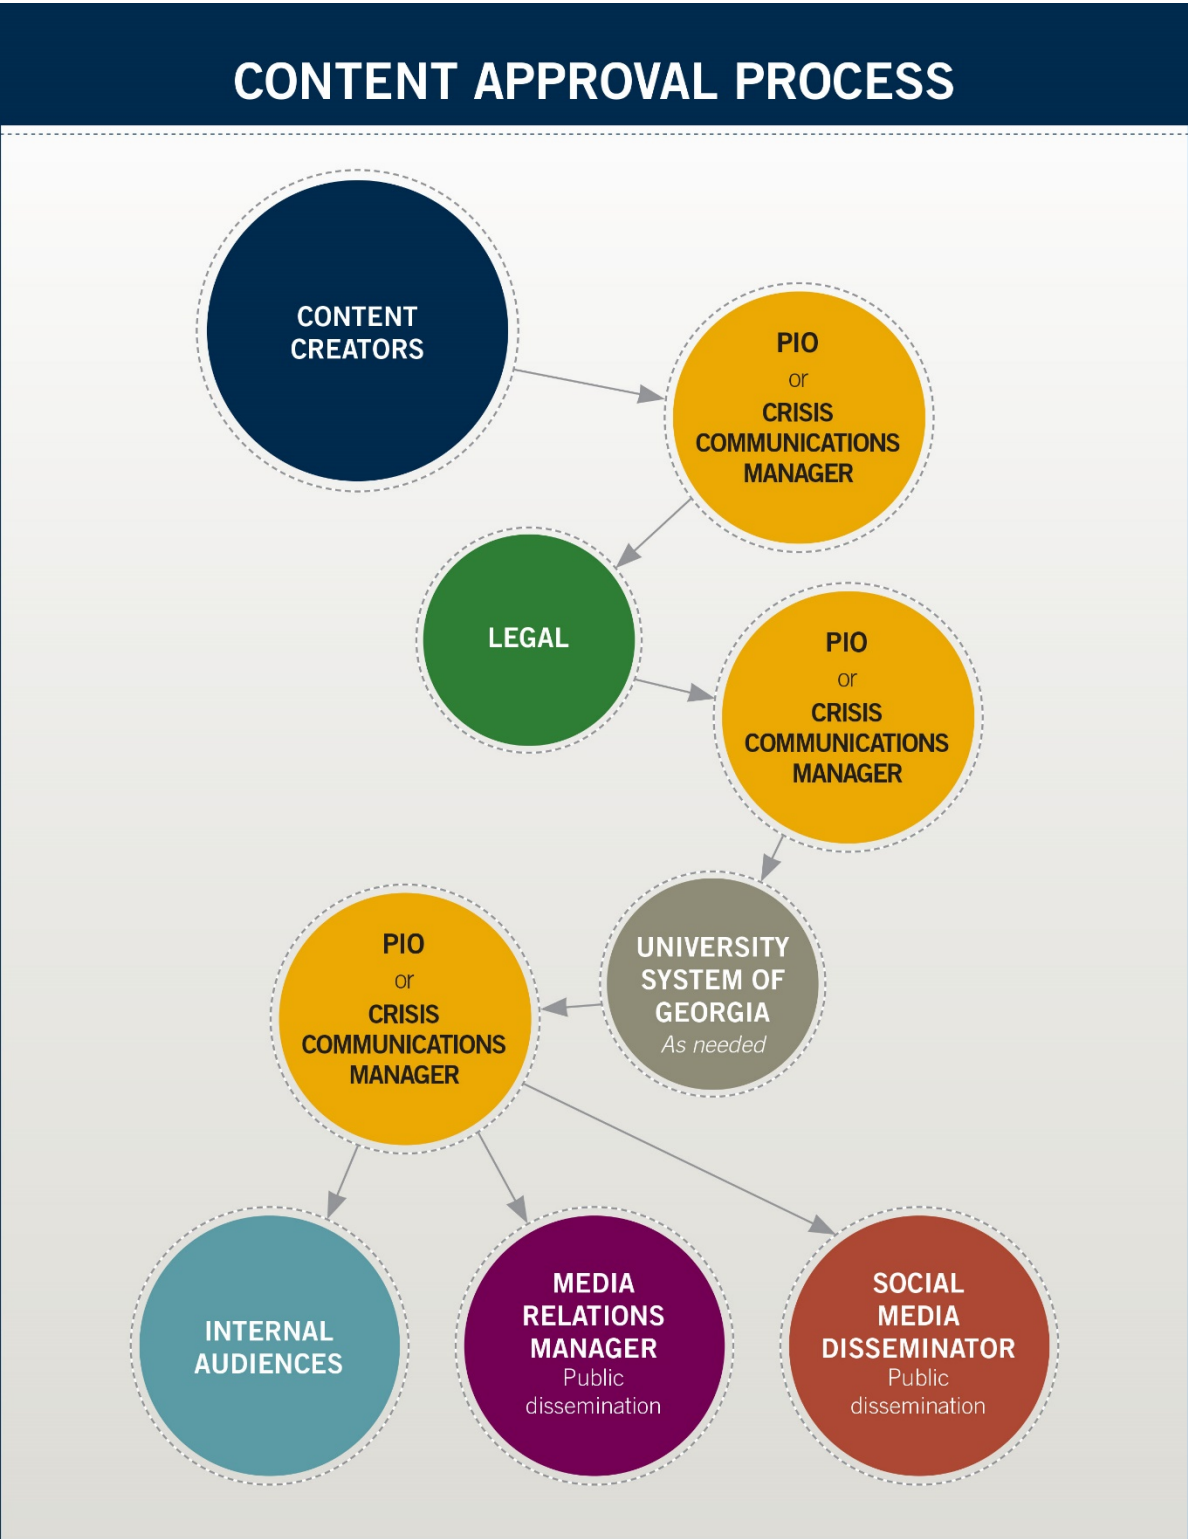 CONTENT APPROVAL PROCESS
CONTENT
CREATORS
PIO
or
CRISIS
COMMUNICATIONS
MANAGER
LEGAL
PIO
or
CRISIS
COMMUNICATIONS
MANAGER
UNIVERSITY
SYSTEM OF
GEORGIA
As needed
PIO
or
CRISIS
COMMUNICATIONS
MANAGER
INTERNAL
AUDIENCES
MEDIA
RELATIONS
MANAGER
Public
dissemination
SOCIAL
MEDIA
DISSEMINATOR
Public
dissemination